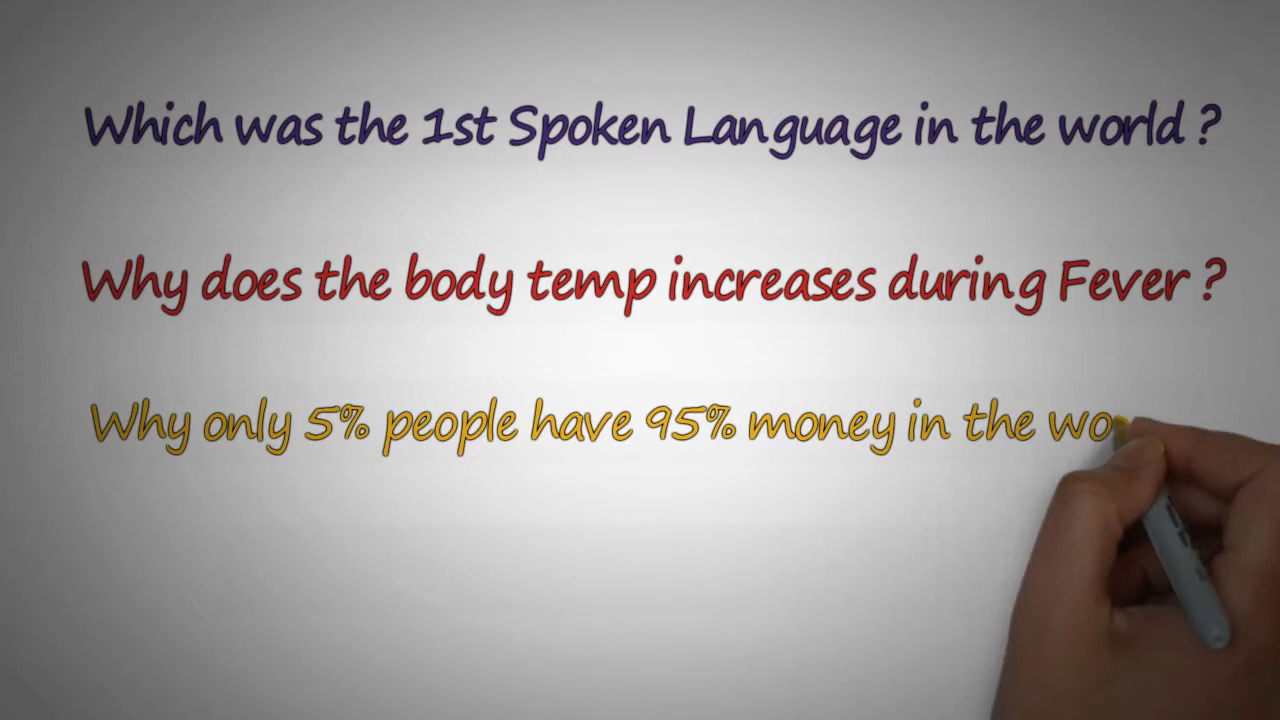 Which was the 1st Spoken Language in the world ?
Why does the body temp increases during Fever ?
Why only 5% people have 95% money in the wo